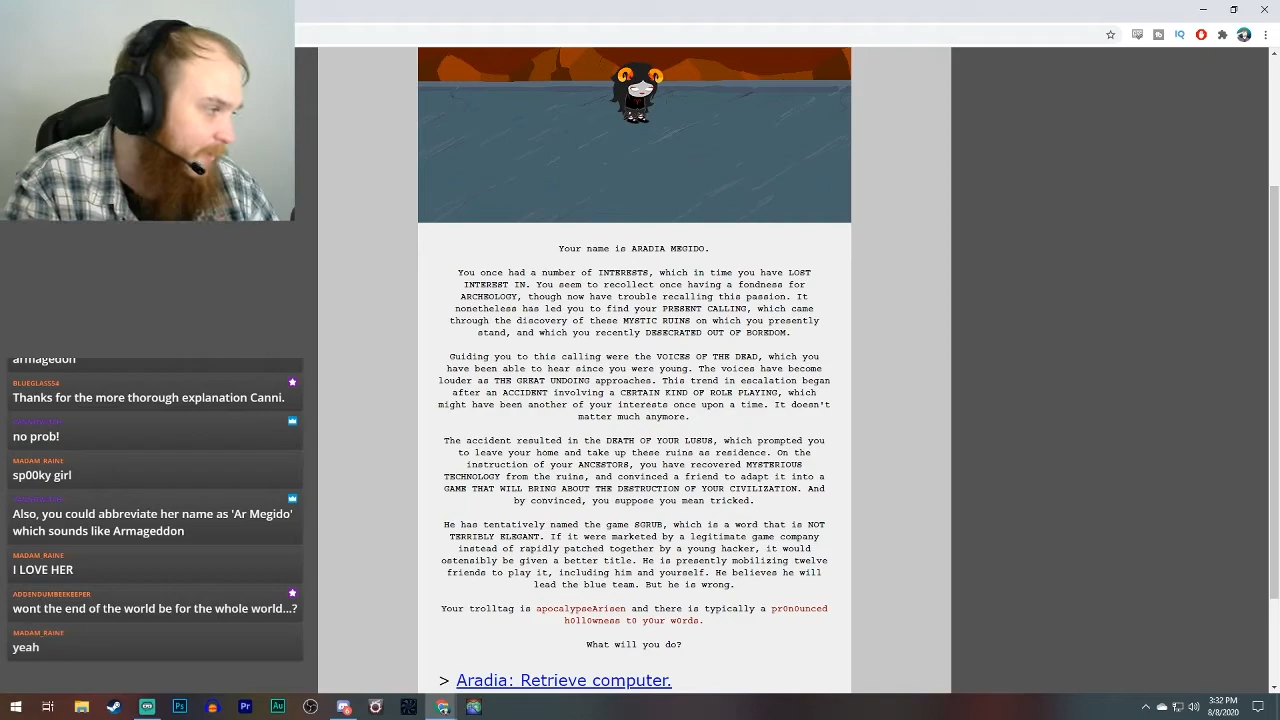 Your name is ARADIA MEGIDO.
You once had a number of INTERESTS, which in time you have LOST
INTEREST IN. You seem to recollect once having a fondness for
ARCHEOLOGY, though now have trouble recalling this passion. It
nonetheless has led you to find your PRESENT CALLING, which came
through the discovery of these MYSTIC RUINS on which you presently
stand, and which you recently DESECRATED OUT OF BOREDOM.
Guiding you to this calling were the VOICES OF THE DEAD, which you
have been able to hear since you were young. The voices have become
louder as THE GREAT UNDOING approaches. This trend in escalation began
after an ACCIDENT involving a CERTAIN KIND OF ROLE PLAYING, which
might have been another of your interests once upon a time. It doesn't
matter much anymore.
The accident resulted in the DEATH OF YOUR LUSUS, which prompted you
to leave your home and take up these ruins as residence. On the
instruction of your ANCESTORS, you have recovered MYSTERIOUS
TECHNOLOGY from the ruins, and convinced a friend to adapt it into a
GAME THAT WILL BRING ABOUT THE DESTRUCTION OF YOUR CIVILIZATION. And
by convinced, you suppose you mean tricked.
He has tentatively named the game SGRUB, which is a word that is NOT
TERRIBLY ELEGANT. If it were marketed by a legitimate game company
instead of rapidly patched together by a young hacker, it would
ostensibly be given a better title. He is presently mobilizing twelve
friends to play it, including him and yourself. He believes he will
lead the blue team. But he is wrong.
Your trolltag is apocalypseArisen and there is typically a pr0n0unced
h0ll0wness t0 y0ur w0rds.
What will you do?
> Aradia: Retrieve computer.
armagedon
BLUEGLASS54
Thanks for the more thorough explanation Canni.
no prob!
MADAM_RAINE
sp00ky girl
Also, you could abbreviate her name as 'Ar Megido'
which sounds like Armageddon
MADAM_RAINE
I LOVE HER
ADDENDUMBEEKEEPER
wont the end of the world be for the whole world...?
MADAM_RAINE
yeah
3:32 PM
8/8/2020